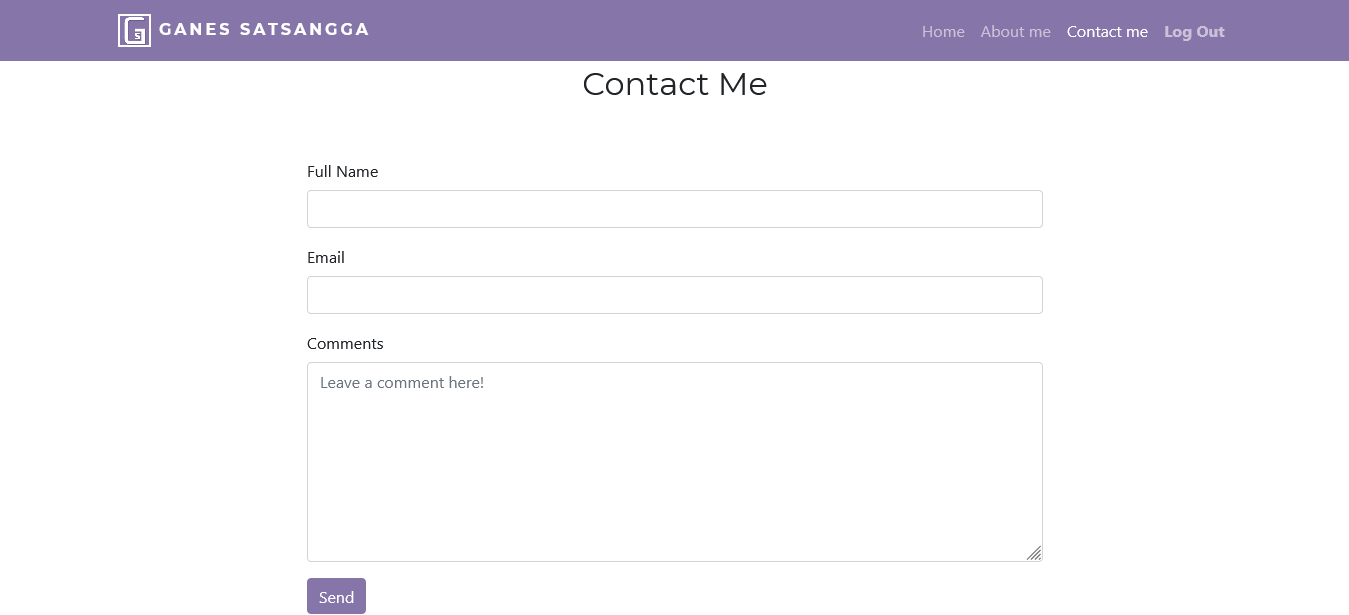 GS GANES SATSANGGA
Home About me Contact me Log Out
Contact Me
Full Name
Email
Comments
Leave a comment here!
Send